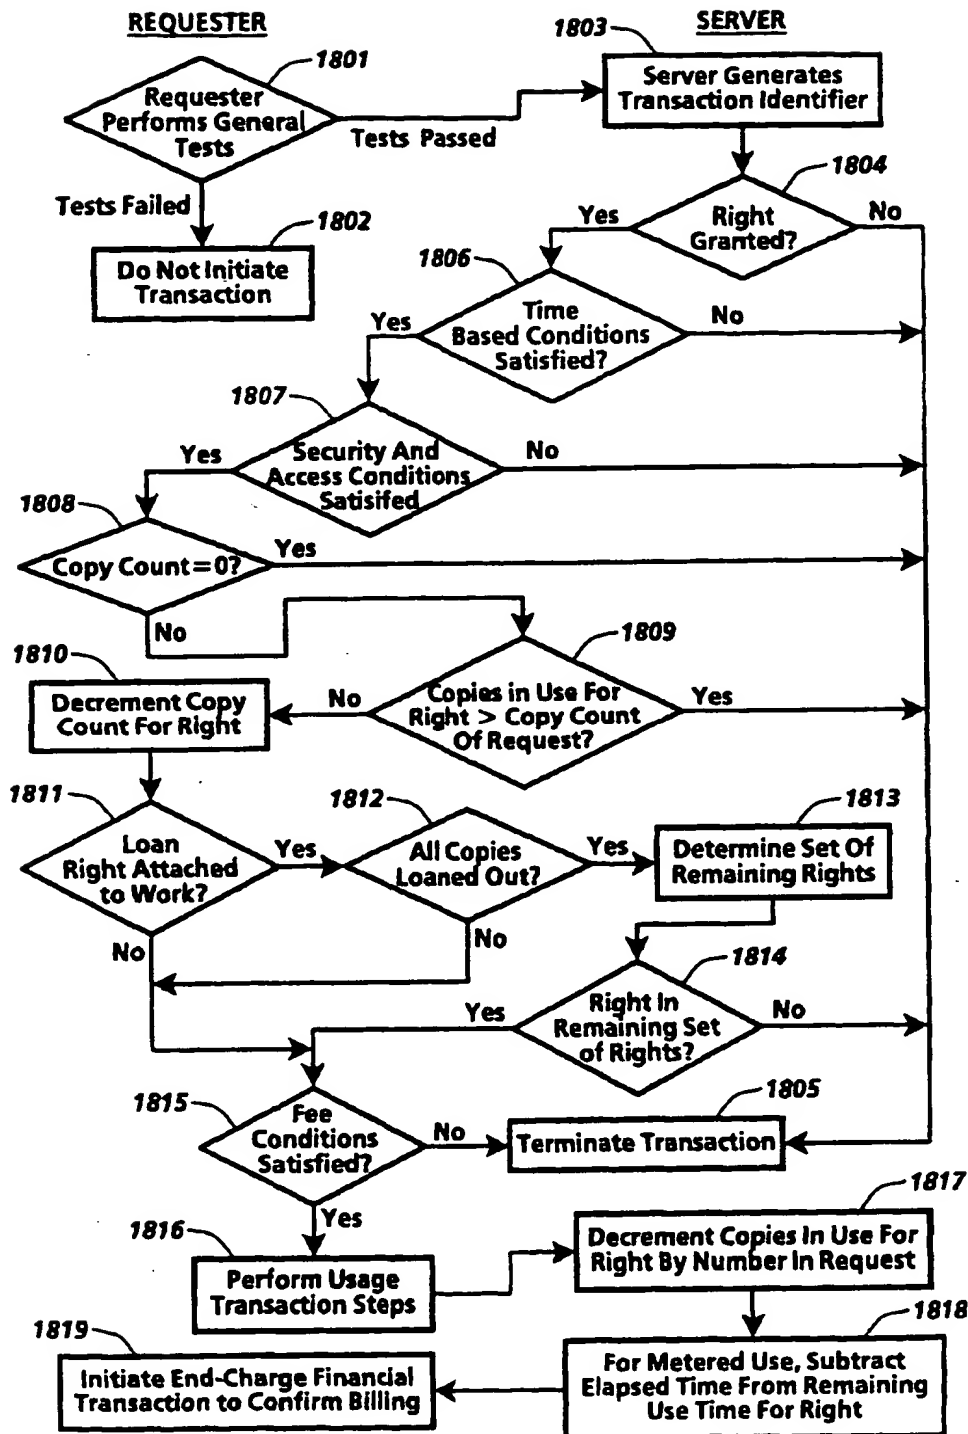 REQUESTER
SERVER
1801
1803
Requester
Performs General
Tests
Server Generates
Transaction Identifier
Tests Passed
Tests Failed
1802
1804
Do Not Initiate
Transaction
Right
Granted?
Yes
No
1806
Time
Based Conditions
Satisfied?
Yes
No
1807
Security And
Access Conditions
Satisifed
Yes
No
1808
Copy Count=0?
Yes
No
1809
Copies in Use For
Right > Copy Count
Of Request?
No
Yes
1810
Decrement Copy
Count For Right
1811
Loan
Right Attached
to Work?
Yes
No
1812
All Copies
Loaned Out?
Yes
No
1813
Determine Set Of
Remaining Rights
1814
Right In
Remaining Set
of Rights?
Yes
No
1815
Fee
Conditions
Satisfied?
No
Yes
1805
Terminate Transaction
1816
Perform Usage
Transaction Steps
1817
Decrement Copies In Use For
Right By Number In Request
1818
For Metered Use, Subtract
Elapsed Time From Remaining
Use Time For Right
1819
Initiate End-Charge Financial
Transaction to Confirm Billing